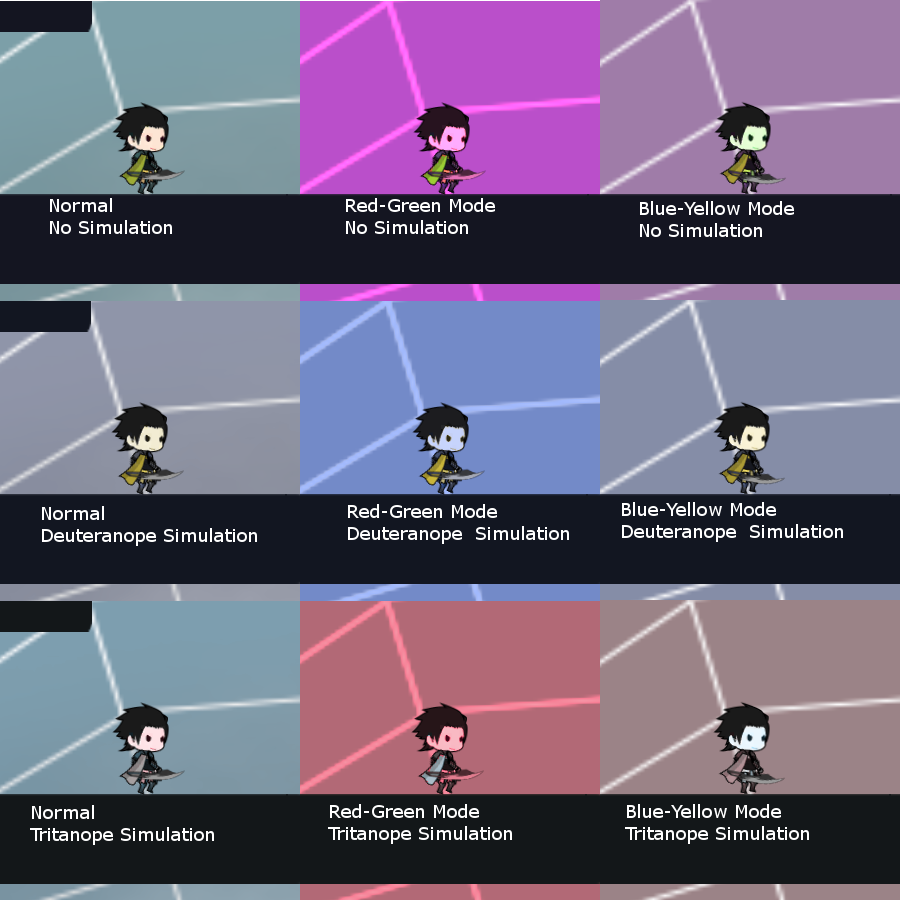 Normal
No Simulation
Red-Green Mode
No Simulation
Blue-Yellow Mode
No Simulation
Normal
Deuteranope Simulation
Red-Green Mode
Deuteranope  Simulation
Blue-Yellow Mode
Deuteranope  Simulation
Normal
Tritanope Simulation
Red-Green Mode
Tritanope Simulation
Blue-Yellow Mode
Tritanope Simulation